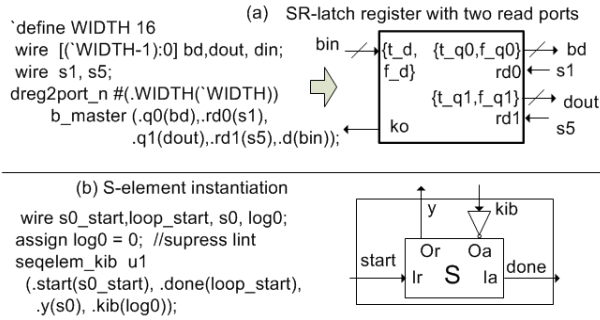 (a) SR-latch register with two read ports
`define WIDTH 16
wire [(`WIDTH-1):0] bd,dout, din;
wire s1, s5;
dreg2port_n #(.WIDTH(`WIDTH))
b_master (.q0(bd),.rd0(s1),
.q1(dout),.rd1(s5),.d(bin));
bin
{t_d,
f_d}
{t_q0,f_q0}
rd0
{t_q1,f_q1}
rd1
ko
bd
s1
dout
s5
(b) S-element instantiation
wire s0_start,loop_start, s0, log0;
assign log0 = 0; //supress lint
seqelem_kib u1
(.start(s0_start), .done(loop_start),
.y(s0), .kib(log0));
y
kib
Or Oa
start
Ir S Ia
done